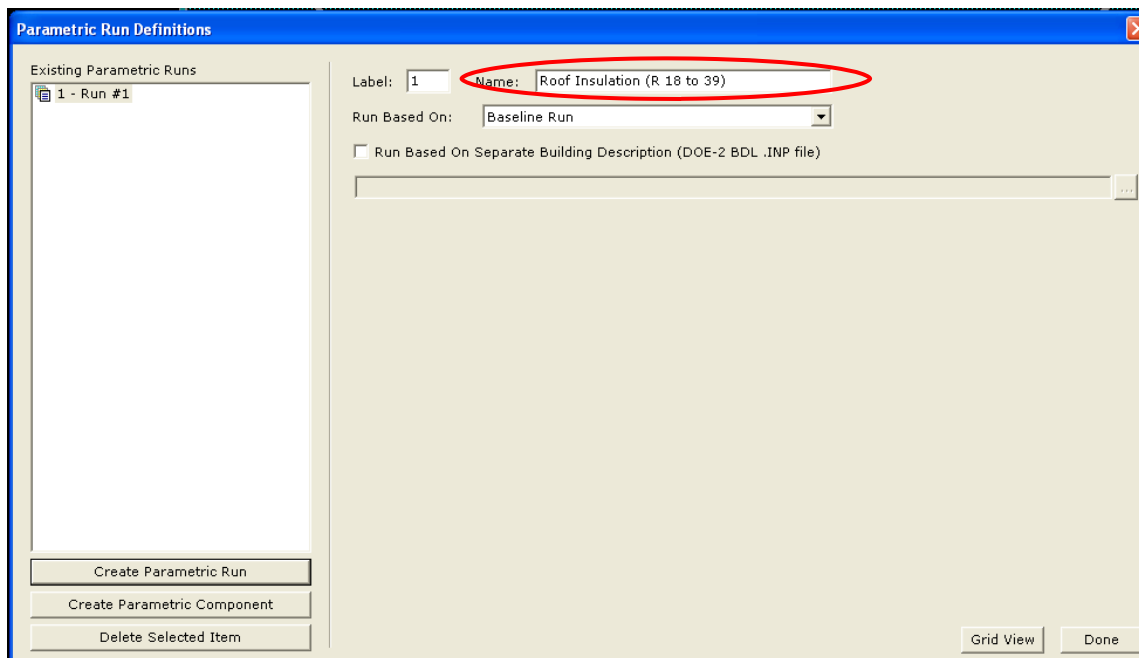 Parametric Run Definitions
Existing Parametric Runs
1 - Run #1
Label: 1 Name: Roof Insulation (R 18 to 39)
Run Based On: Baseline Run
Run Based On Separate Building Description (DOE-2 BDL .INP file)
...
Create Parametric Run
Create Parametric Component
Delete Selected Item
Grid View Done